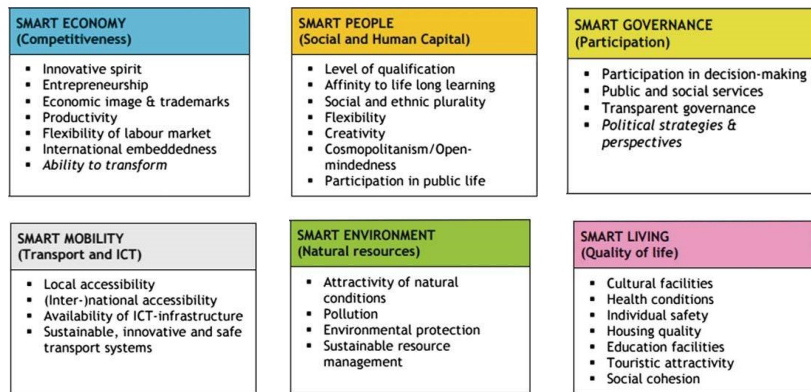 SMART ECONOMY
(Competitiveness)
▪ Innovative spirit
▪ Entrepreneurship
▪ Economic image & trademarks
▪ Productivity
▪ Flexibility of labour market
▪ International embeddedness
▪ Ability to transform
SMART PEOPLE
(Social and Human Capital)
▪ Level of qualification
▪ Affinity to life long learning
▪ Social and ethnic plurality
▪ Flexibility
▪ Creativity
▪ Cosmopolitanism/Open-
mindedness
▪ Participation in public life
SMART GOVERNANCE
(Participation)
▪ Participation in decision-making
▪ Public and social services
▪ Transparent governance
▪ Political strategies &
perspectives
SMART MOBILITY
(Transport and ICT)
▪ Local accessibility
▪ (Inter-)national accessibility
▪ Availability of ICT-infrastructure
▪ Sustainable, innovative and safe
transport systems
SMART ENVIRONMENT
(Natural resources)
▪ Attractivity of natural
conditions
▪ Pollution
▪ Environmental protection
▪ Sustainable resource
management
SMART LIVING
(Quality of life)
▪ Cultural facilities
▪ Health conditions
▪ Individual safety
▪ Housing quality
▪ Education facilities
▪ Touristic attractivity
▪ Social cohesion